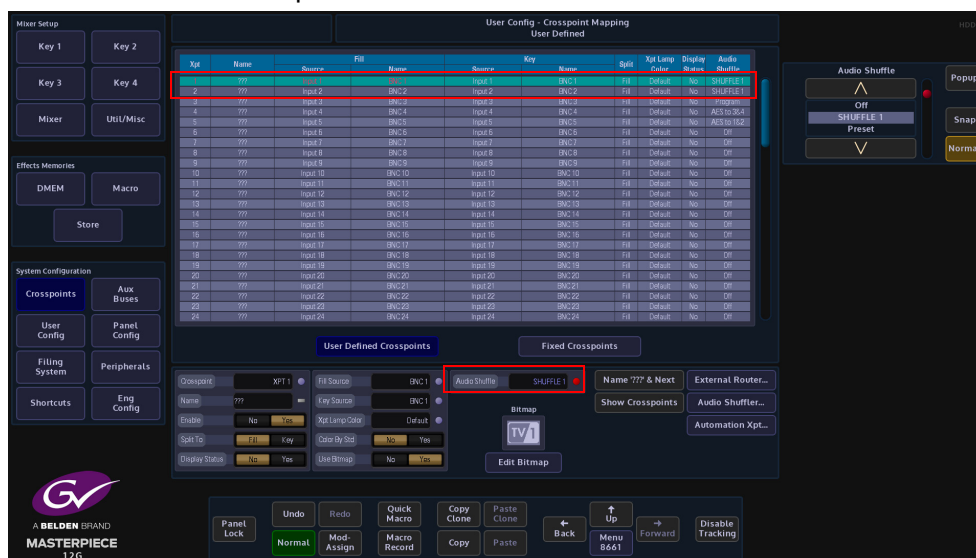 Mixer Setup
Key 1
Key 2
Key 3
Key 4
Mixer
Util/Misc
Effects Memories
DMEM
Macro
Store
System Configuration
Crosspoints
Aux Buses
User Config
Panel Config
Filing System
Peripherals
Shortcuts
Eng Config
A BELDEN BRAND
MASTERPIECE
12G
User Config - Crosspoint Mapping
User Defined
HDD
Xpt Name Fill Key Split Xpt Lamp Color Display Status Audio Shuffle
Source Name Source Name
??? Input 1 BNC 1 Fill Default No SHUFFLE 1
2 ??? Input 2 BNC 2 Input 2 BNC 2 Fill Default No SHUFFLE 1
3 ??? Input 3 BNC 3 Input 3 BNC 3 Fill Default No Program
4 ??? Input 4 BNC 4 Input 4 BNC 4 Fill Default No AES to 3&4
5 ??? Input 5 BNC 5 Input 5 BNC 5 Fill Default No AES to 1&2
6 ??? Input 6 BNC 6 Input 6 BNC 6 Fill Default No Off
7 ??? Input 7 BNC 7 Input 7 BNC 7 Fill Default No Off
8 ??? Input 8 BNC 8 Input 8 BNC 8 Fill Default No Off
9 ??? Input 9 BNC 9 Input 9 BNC 9 Fill Default No Off
10 ??? Input 10 BNC 10 Input 10 BNC 10 Fill Default No Off
11 ??? Input 11 BNC 11 Input 11 BNC 11 Fill Default No Off
12 ??? Input 12 BNC 12 Input 12 BNC 12 Fill Default No Off
13 ??? Input 13 BNC 13 Input 13 BNC 13 Fill Default No Off
14 ??? Input 14 BNC 14 Input 14 BNC 14 Fill Default No Off
15 ??? Input 15 BNC 15 Input 15 BNC 15 Fill Default No Off
16 ??? Input 16 BNC 16 Input 16 BNC 16 Fill Default No Off
17 ??? Input 17 BNC 17 Input 17 BNC 17 Fill Default No Off
18 ??? Input 18 BNC 18 Input 18 BNC 18 Fill Default No Off
19 ??? Input 19 BNC 19 Input 19 BNC 19 Fill Default No Off
20 ??? Input 20 BNC 20 Input 20 BNC 20 Fill Default No Off
21 ??? Input 21 BNC 21 Input 21 BNC 21 Fill Default No Off
22 ??? Input 22 BNC 22 Input 22 BNC 22 Fill Default No Off
23 ??? Input 23 BNC 23 Input 23 BNC 23 Fill Default No Off
24 ??? Input 24 BNC 24 Input 24 BNC 24 Fill Default No Off
User Defined Crosspoints
Fixed Crosspoints
Crosspoint XPT 1
Name ???
Enable No Yes
Split To Fill Key
Display Status No Yes
Fill Source BNC 1
Key Source BNC 1
Xpt Lamp Color Default
Color By Std No Yes
Use Bitmap No Yes
Audio Shuffle SHUFFLE 1
Bitmap
TV 1
Edit Bitmap
Name '???' & Next
External Router...
Show Crosspoints
Audio Shuffler...
Automation Xpt...
Audio Shuffle
Off
SHUFFLE 1
Preset
Popup
Snap
Norma
Panel Lock
Undo
Redo
Quick Macro
Copy Clone
Paste Clone
Normal
Mod-Assign
Macro Record
Copy
Paste
Back
Up
Menu 8661
Forward
Disable Tracking